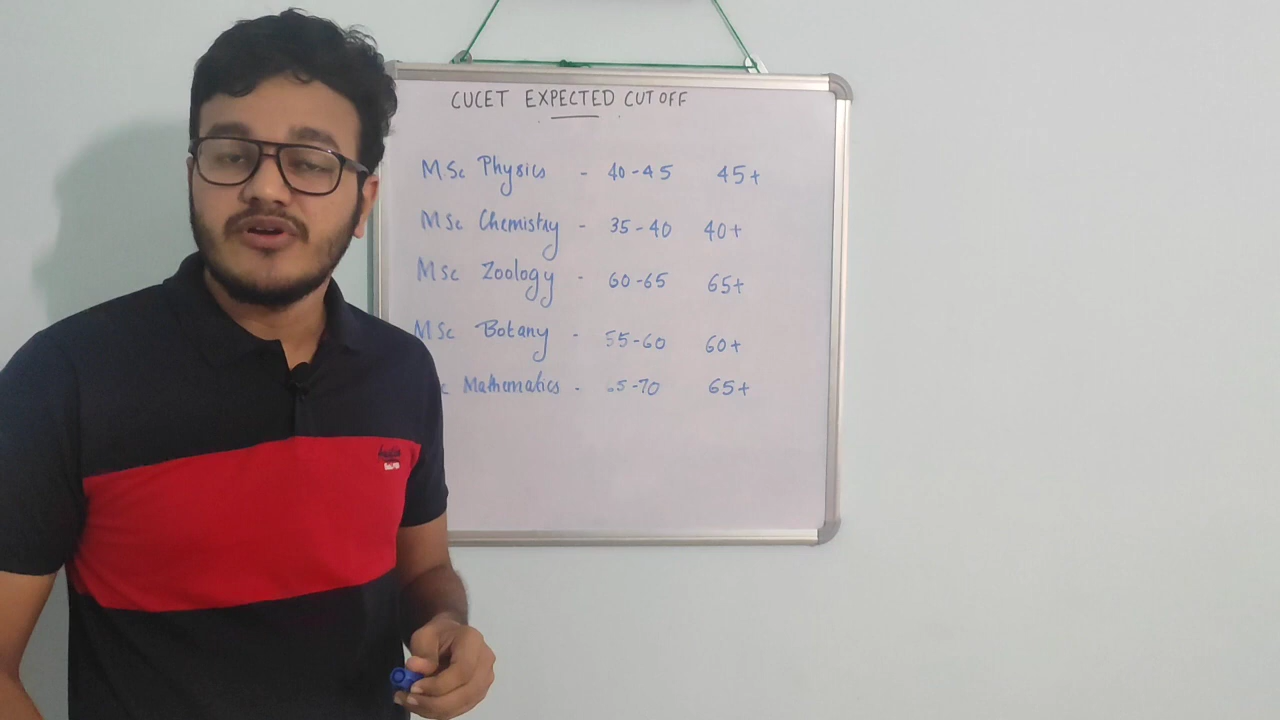 CUCET EXPECTED CUT OFF
MSc Physics - 40-45 45+
MSc Chemistry - 35-40 40+
MSc Zoology - 60-65 65+
MSc Botany - 55-60 60+
c Mathematics - 65-70 65+